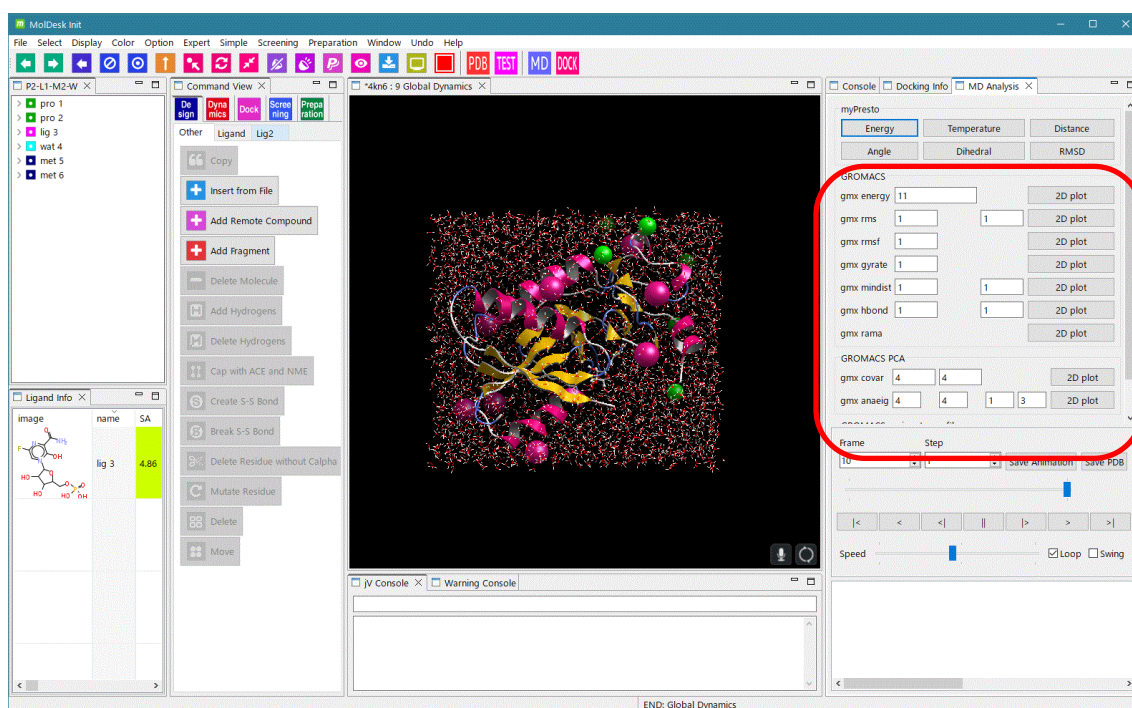 MolDesk Init
File Select Display Color Option Expert Simple Screening Preparation Window Undo Help
PDB TEST MD DOCK
P2-L1-M2-W
pro 1
pro 2
lig 3
wat 4
met 5
met 6
Ligand Info
image name SA
F N O NH₂ OH
lig 3 4.86
HO
HO HO OH
Command View
De sign Dyna mics Dock Scree ning Prepa ration
Other Ligand Lig2
Copy
Insert from File
Add Remote Compound
Add Fragment
Delete Molecule
Add Hydrogens
Delete Hydrogens
Cap with ACE and NME
Create S-S Bond
Break S-S Bond
Delete Residue without Calpha
Mutate Residue
Delete
Move
*4kn6 : 9 Global Dynamics
jV Console Warning Console
Console Docking Info MD Analysis
myPresto
Energy Temperature Distance
Angle Dihedral RMSD
GROMACS
gmx energy 11 2D plot
gmx rms 1 1 2D plot
gmx rmsf 1 2D plot
gmx gyrate 1 2D plot
gmx mindist 1 1 2D plot
gmx hbond 1 1 2D plot
gmx rama 2D plot
GROMACS PCA
gmx covar 4 4 2D plot
gmx anaeig 4 4 1 3 2D plot
Frame Step
10 1 Save Animation Save PDB
|< < <| || |> > >|
Speed Loop Swing
END: Global Dynamics